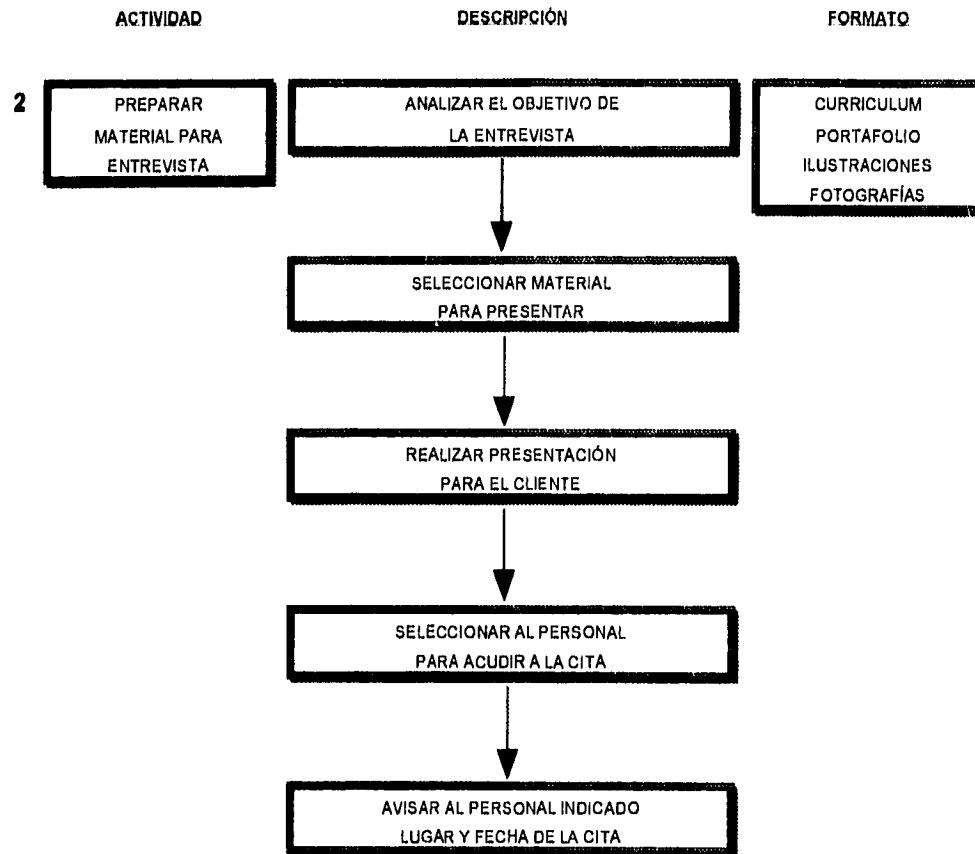 ACTIVIDAD
DESCRIPCIÓN
FORMATO
2
PREPARAR
MATERIAL PARA
ENTREVISTA
ANALIZAR EL OBJETIVO DE
LA ENTREVISTA
CURRICULUM
PORTAFOLIO
ILUSTRACIONES
FOTOGRAFÍAS
SELECCIONAR MATERIAL
PARA PRESENTAR
REALIZAR PRESENTACIÓN
PARA EL CLIENTE
SELECCIONAR AL PERSONAL
PARA ACUDIR A LA CITA
AVISAR AL PERSONAL INDICADO
LUGAR Y FECHA DE LA CITA